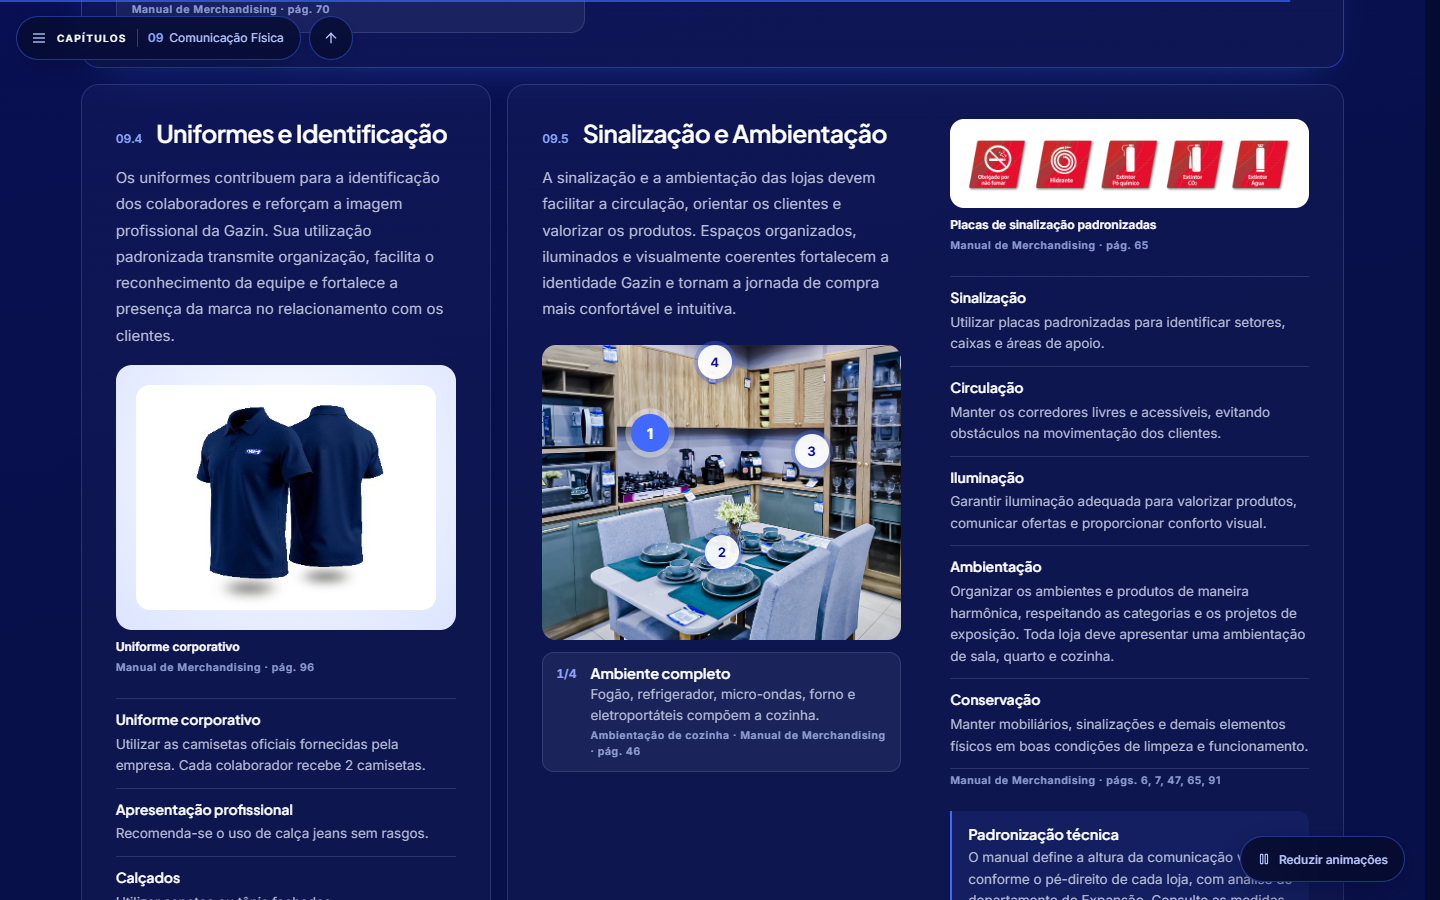 Manual de Merchandising · pág. 70
CAPÍTULOS
09 Comunicação Física
09.4 Uniformes e Identificação
Os uniformes contribuem para a identificação
dos colaboradores e reforçam a imagem
profissional da Gazin. Sua utilização
padronizada transmite organização, facilita o
reconhecimento da equipe e fortalece a
presença da marca no relacionamento com os
clientes.
Uniforme corporativo
Manual de Merchandising · pág. 96
Uniforme corporativo
Utilizar as camisetas oficiais fornecidas pela
empresa. Cada colaborador recebe 2 camisetas.
Apresentação profissional
Recomenda-se o uso de calça jeans sem rasgos.
Calçados
09.5 Sinalização e Ambientação
A sinalização e a ambientação das lojas devem
facilitar a circulação, orientar os clientes e
valorizar os produtos. Espaços organizados,
iluminados e visualmente coerentes fortalecem a
identidade Gazin e tornam a jornada de compra
mais confortável e intuitiva.
4
1
3
2
1/4 Ambiente completo
Fogão, refrigerador, micro-ondas, forno e
eletroportáteis compõem a cozinha.
Ambientação de cozinha · Manual de Merchandising
· pág. 46
Obrigado por
não fumar
Hidrante
Extintor
Pó químico
Extintor
CO₂
Extintor
Água
Placas de sinalização padronizadas
Manual de Merchandising · pág. 65
Sinalização
Utilizar placas padronizadas para identificar setores,
caixas e áreas de apoio.
Circulação
Manter os corredores livres e acessíveis, evitando
obstáculos na movimentação dos clientes.
Iluminação
Garantir iluminação adequada para valorizar produtos,
comunicar ofertas e proporcionar conforto visual.
Ambientação
Organizar os ambientes e produtos de maneira
harmônica, respeitando as categorias e os projetos de
exposição. Toda loja deve apresentar uma ambientação
de sala, quarto e cozinha.
Conservação
Manter mobiliários, sinalizações e demais elementos
físicos em boas condições de limpeza e funcionamento.
Manual de Merchandising · págs. 6, 7, 47, 65, 91
Padronização técnica
O manual define a altura da comunicação
conforme o pé-direito de cada loja, com
Reduzir animações